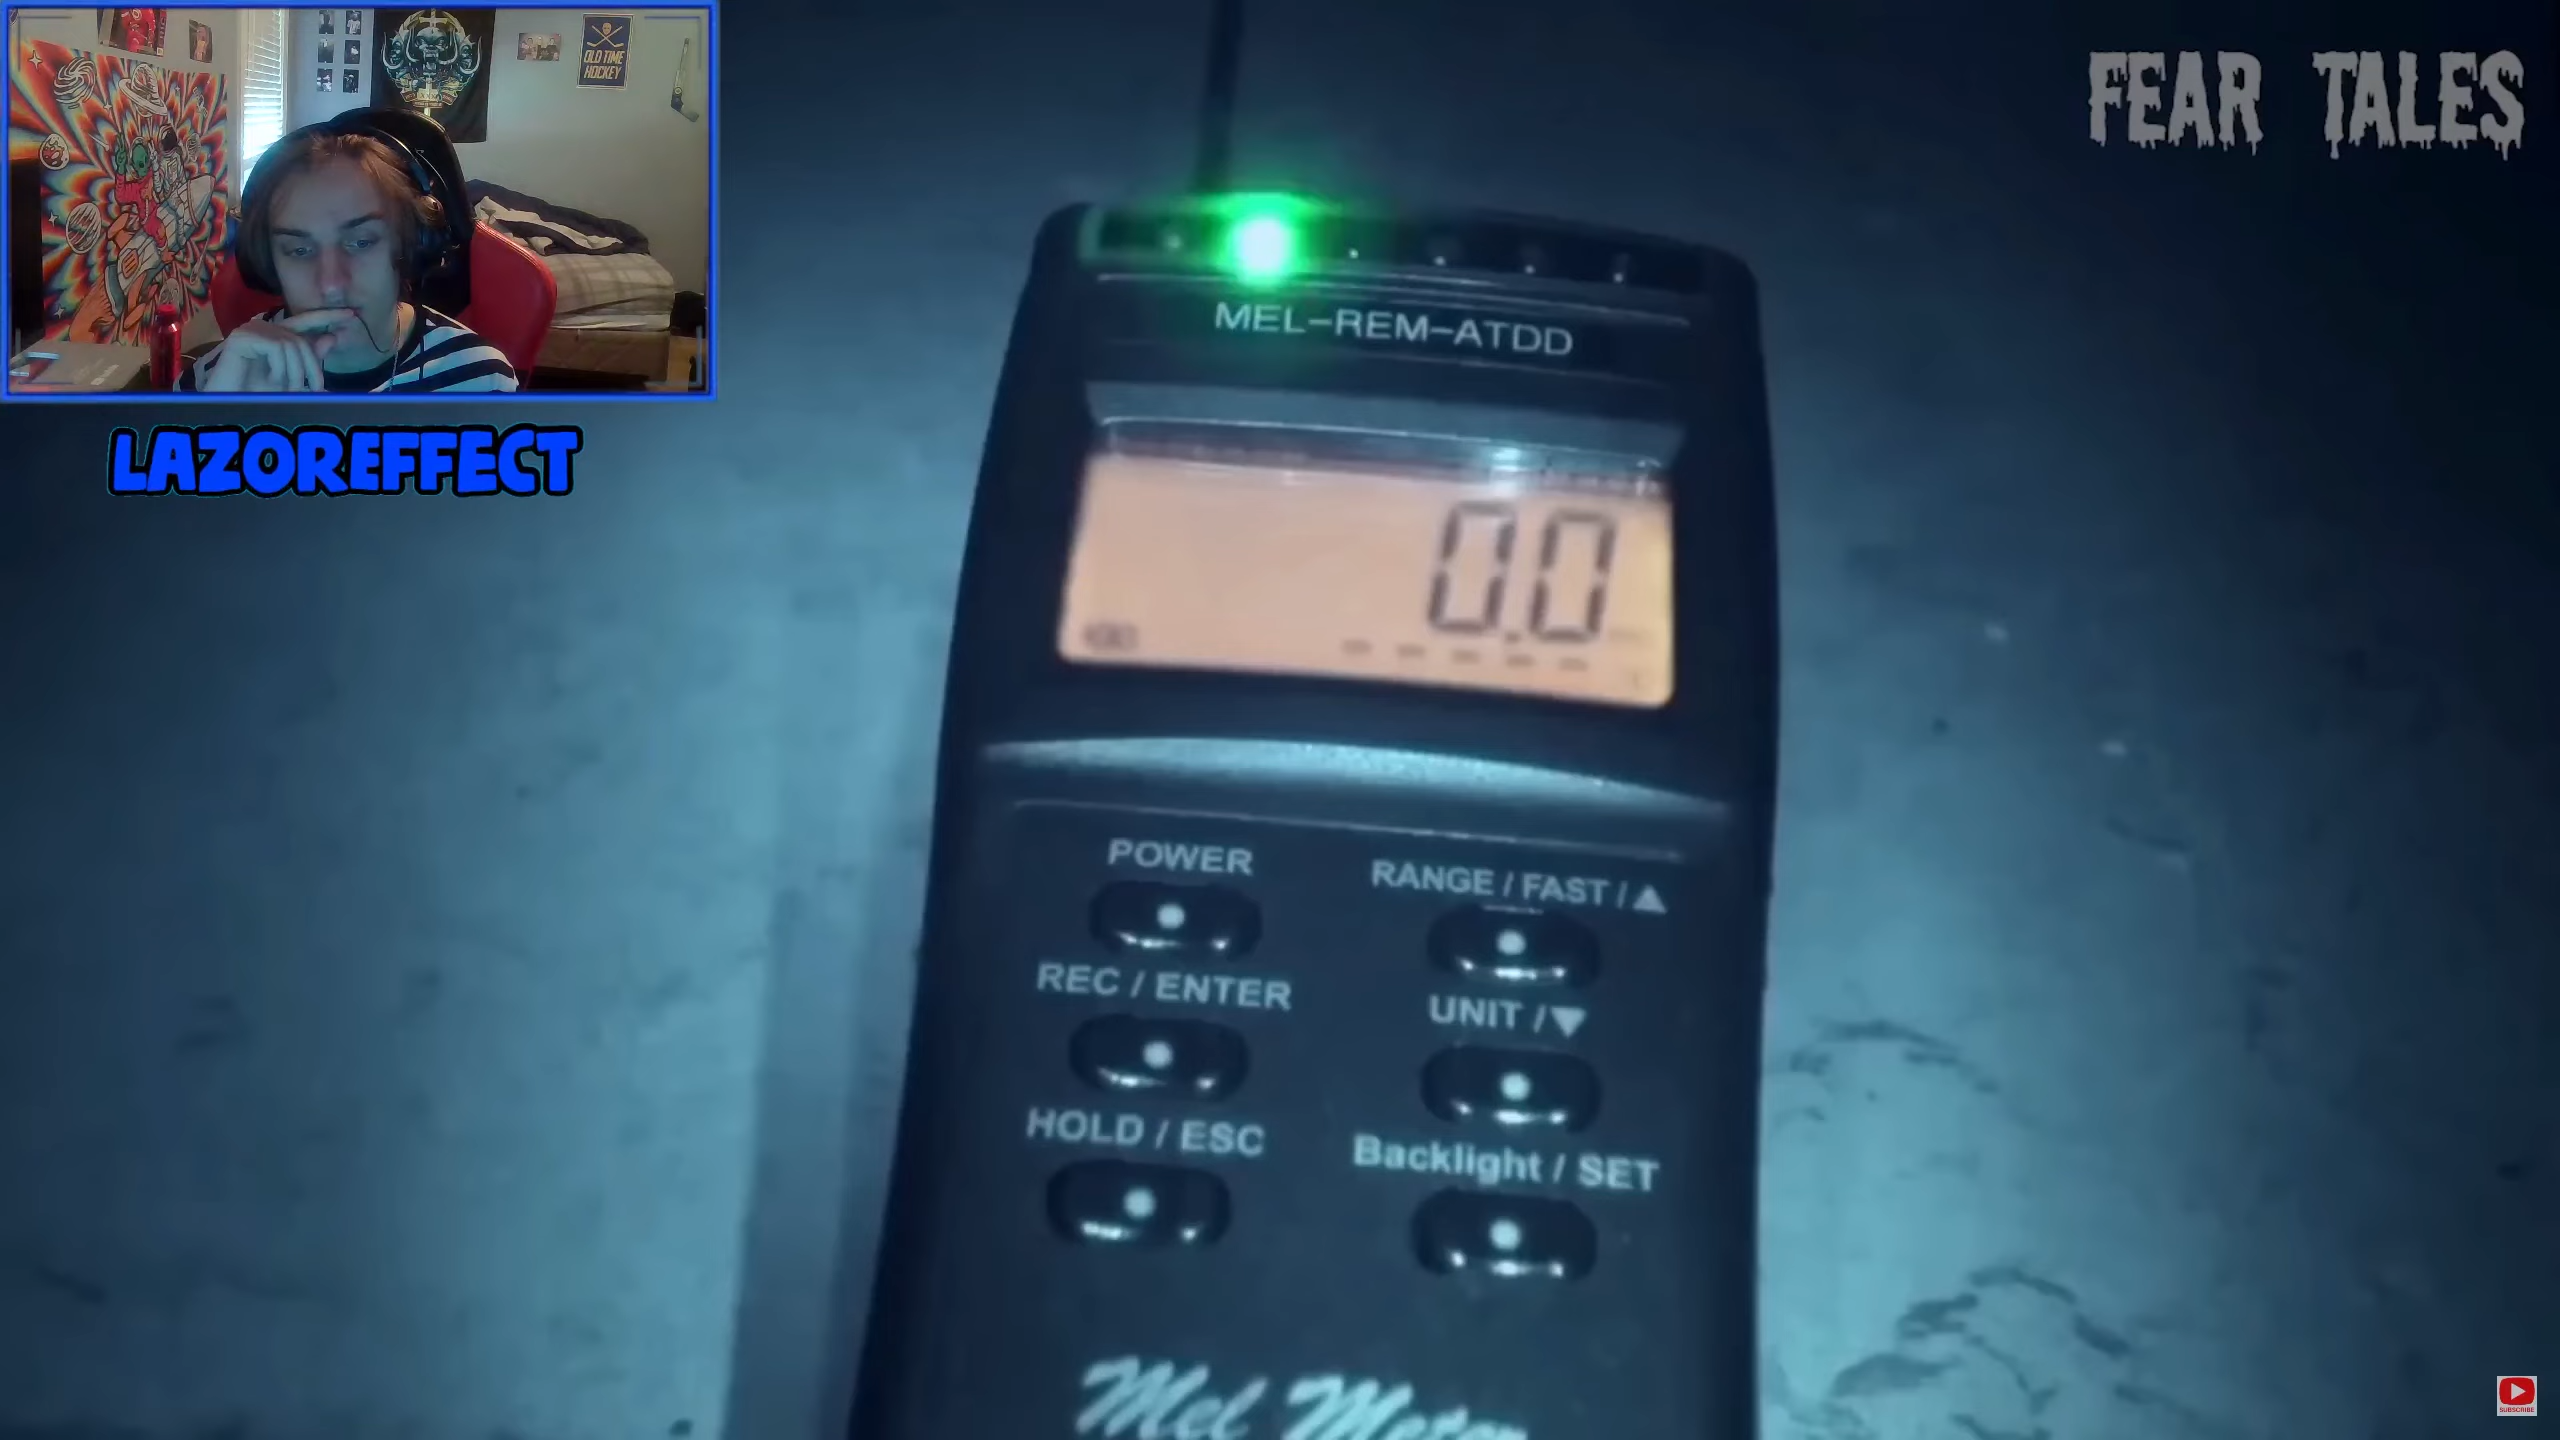 OLD TIME
HOCKEY
LAZOREFFECT
FEAR TALES
MEL-REM-ATDD
0.0
POWER
RANGE / FAST / ▲
REC / ENTER
UNIT / ▼
HOLD / ESC
Backlight / SET
Mel Meter
SUBSCRIBE